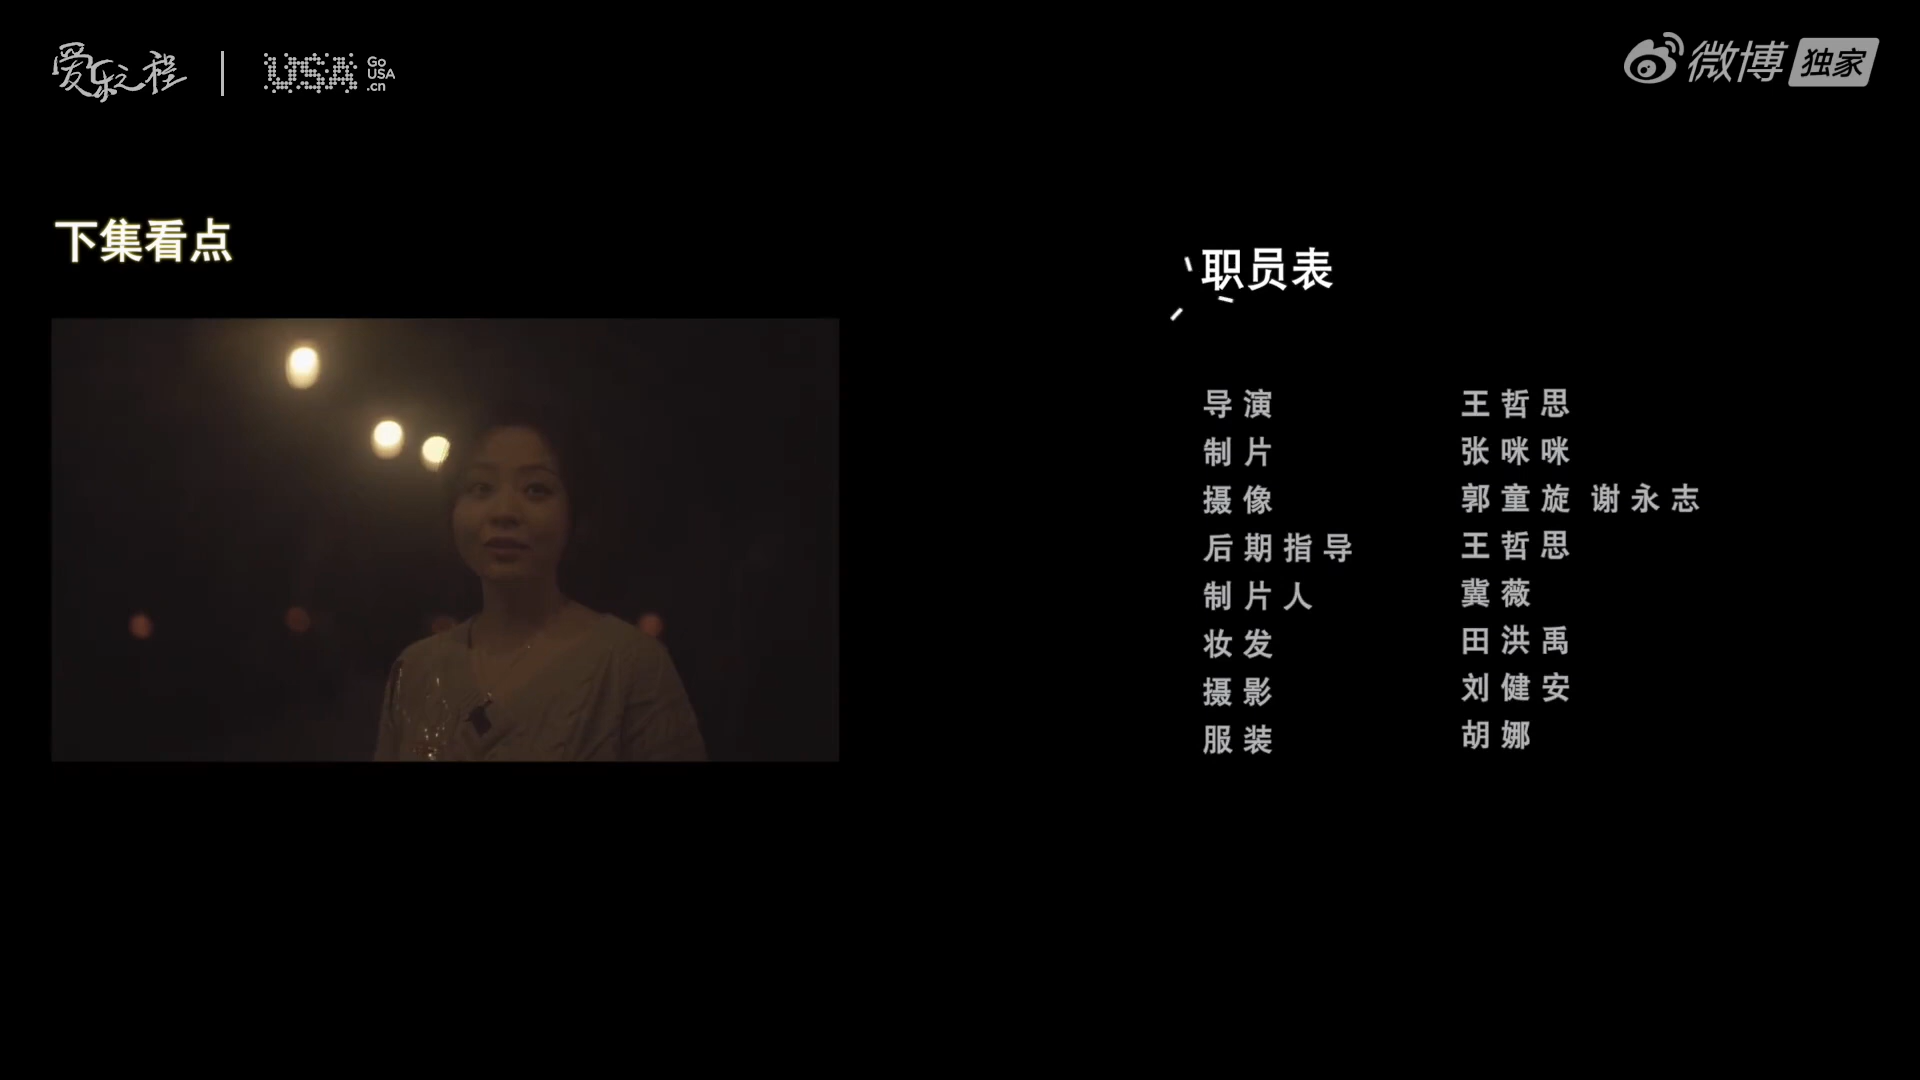 爱乐之程
USA
Go
USA
.cn
微博 独家
下集看点
职员表
导演 王哲思
制片 张咪咪
摄像 郭童旋 谢永志
后期指导 王哲思
制片人 冀薇
妆发 田洪禹
摄影 刘健安
服装 胡娜